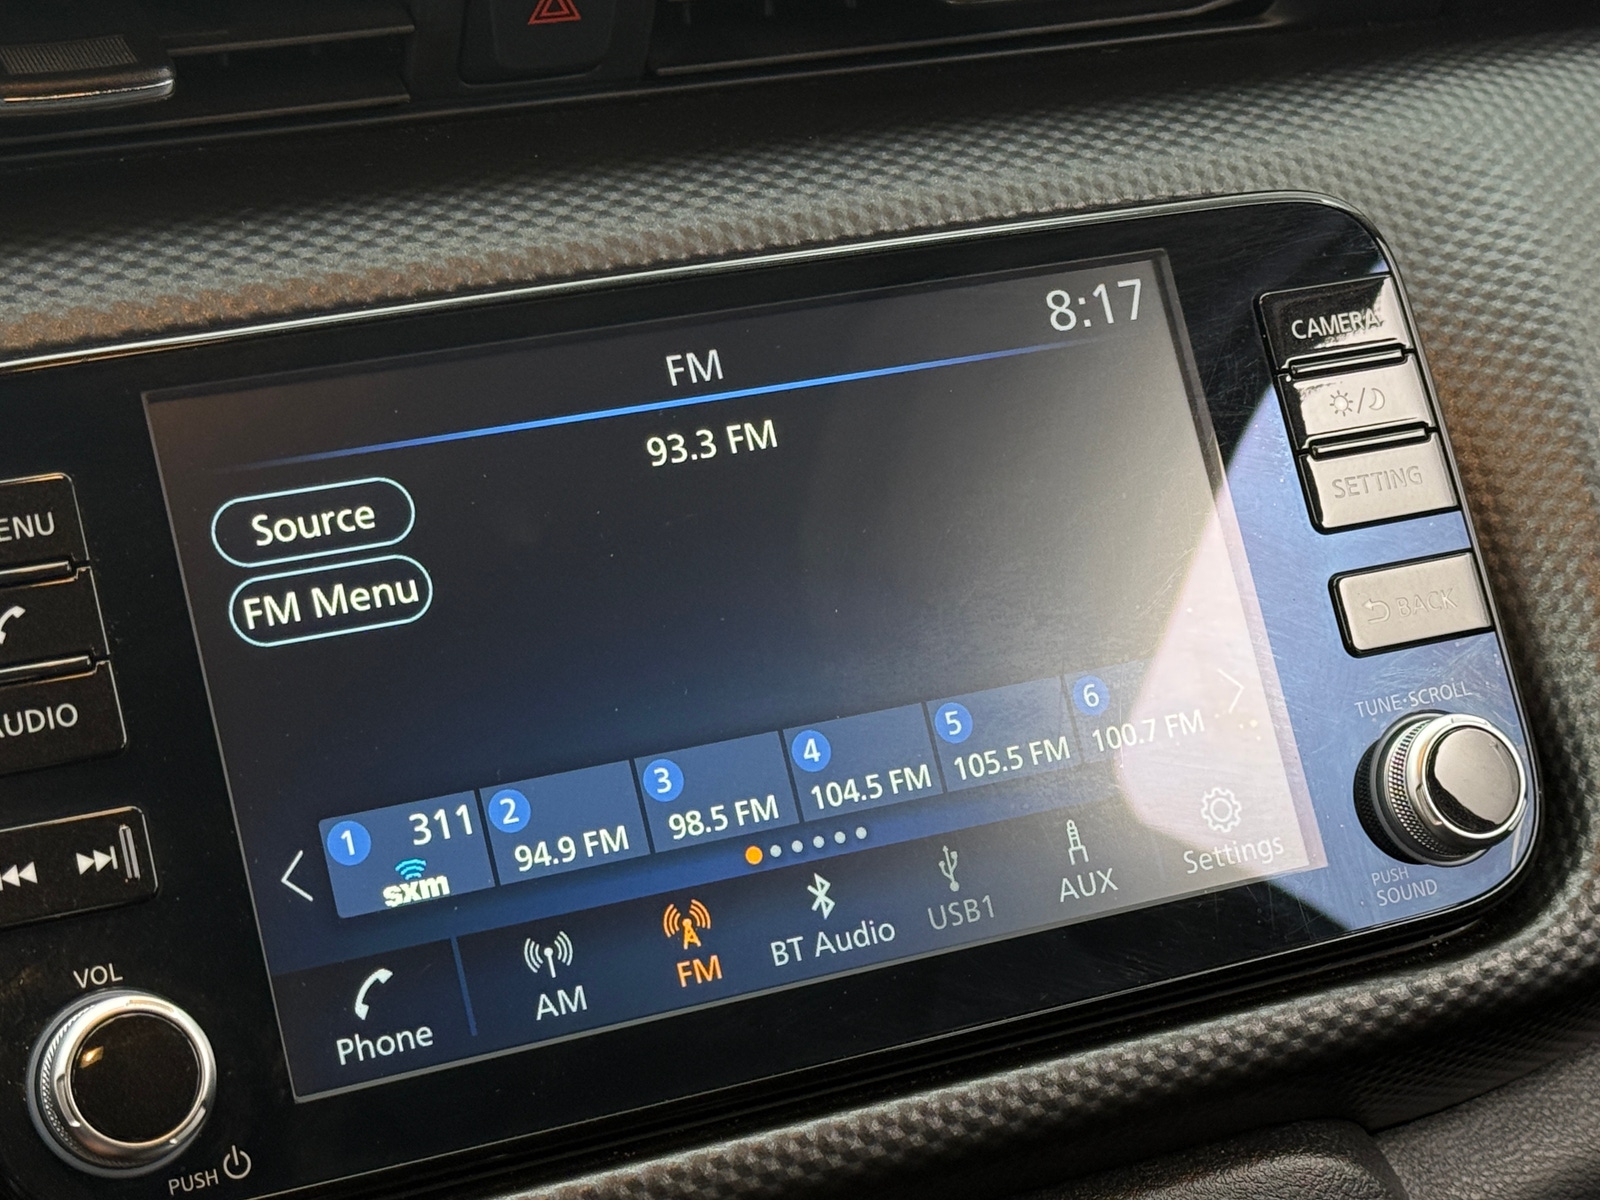 8:17
FM
93.3 FM
Source
FM Menu
1 311 sxm
2 94.9 FM
3 98.5 FM
4 104.5 FM
5 105.5 FM
6 100.7 FM
Phone
AM
FM
BT Audio
USB1
AUX
Settings
CAMERA
SETTING
BACK
TUNE·SCROLL
PUSH
SOUND
ENU
AUDIO
VOL
PUSH